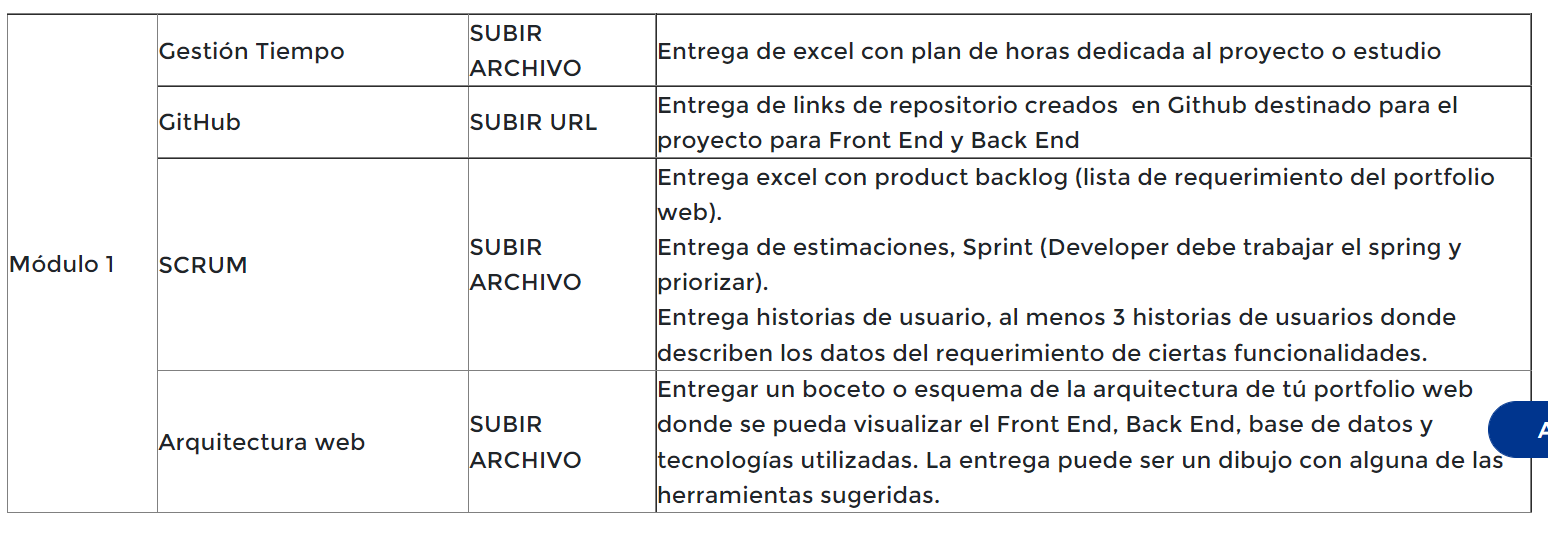 Gestión Tiempo
SUBIR
ARCHIVO
Entrega de excel con plan de horas dedicada al proyecto o estudio
GitHub
SUBIR URL
Entrega de links de repositorio creados  en Github destinado para el
proyecto para Front End y Back End
Módulo 1
SCRUM
SUBIR
ARCHIVO
Entrega excel con product backlog (lista de requerimiento del portfolio
web).
Entrega de estimaciones, Sprint (Developer debe trabajar el spring y
priorizar).
Entrega historias de usuario, al menos 3 historias de usuarios donde
describen los datos del requerimiento de ciertas funcionalidades.
Arquitectura web
SUBIR
ARCHIVO
Entregar un boceto o esquema de la arquitectura de tú portfolio web
donde se pueda visualizar el Front End, Back End, base de datos y
tecnologías utilizadas. La entrega puede ser un dibujo con alguna de las
herramientas sugeridas.